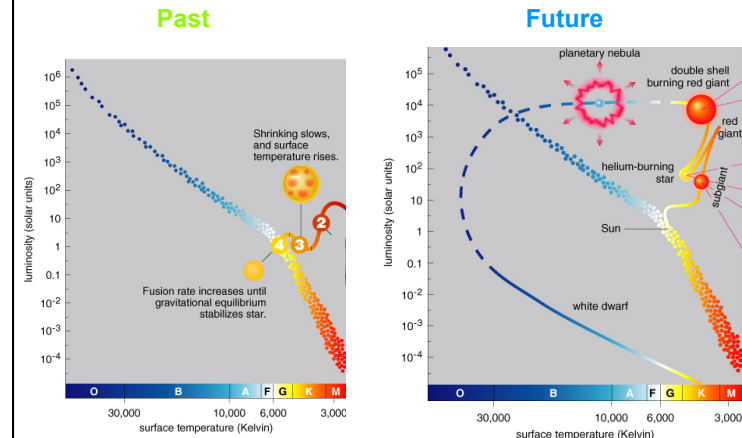 Past
10⁶
10⁵
10⁴
10³
10²
10
1
0.1
10⁻²
10⁻³
10⁻⁴
luminosity (solar units)
Shrinking slows,
and surface
temperature rises.
2
3
4
Fusion rate increases until
gravitational equilibrium
stabilizes star.
O B A F G K M
30,000 10,000 6,000 3,000
surface temperature (Kelvin)
Future
10⁵
10⁴
10³
10²
10
1
0.1
10⁻²
10⁻³
10⁻⁴
luminosity (solar units)
planetary nebula
double shell
burning red giant
red
giant
helium-burning
star
subgiant
Sun
white dwarf
O B A F G K M
30,000 10,000 6,000 3,000
surface temperature (Kelvin)